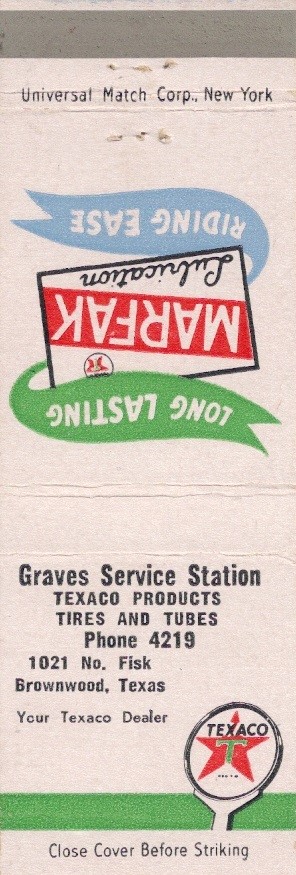 Universal Match Corp., New York
LONG LASTING
MARFAK
Lubrication
RIDING EASE
Graves Service Station
TEXACO PRODUCTS
TIRES AND TUBES
Phone 4219
1021 No. Fisk
Brownwood, Texas
Your Texaco Dealer
TEXACO
T
Close Cover Before Striking